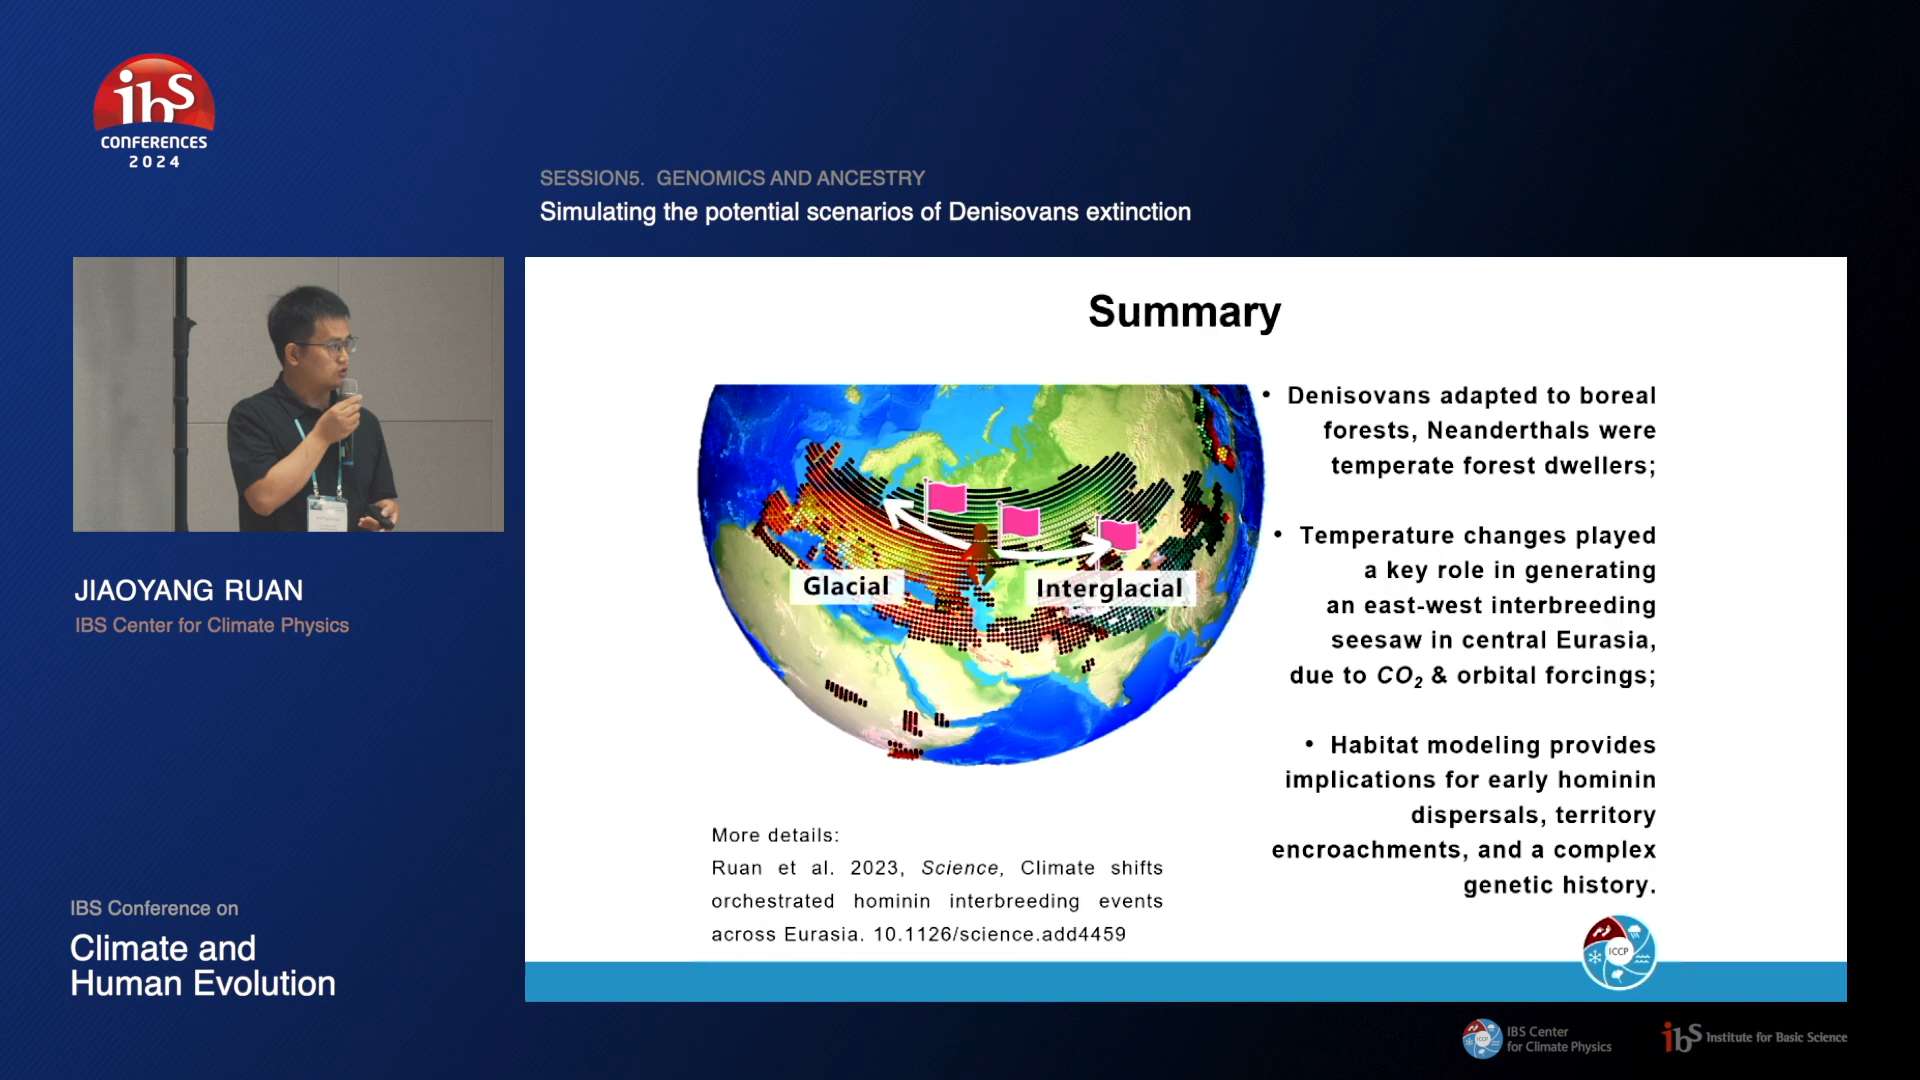 ibS
CONFERENCES
2024
SESSION5. GENOMICS AND ANCESTRY
Simulating the potential scenarios of Denisovans extinction
JIAOYANG RUAN
IBS Center for Climate Physics
IBS Conference on
Climate and
Human Evolution
Summary
Glacial
Interglacial
• Denisovans adapted to boreal
forests, Neanderthals were
temperate forest dwellers;
• Temperature changes played
a key role in generating
an east-west interbreeding
seesaw in central Eurasia,
due to CO₂ & orbital forcings;
• Habitat modeling provides
implications for early hominin
dispersals, territory
encroachments, and a complex
genetic history.
More details:
Ruan et al. 2023, Science, Climate shifts
orchestrated hominin interbreeding events
across Eurasia. 10.1126/science.add4459
ICCP
IBS Center
for Climate Physics
ibS Institute for Basic Science